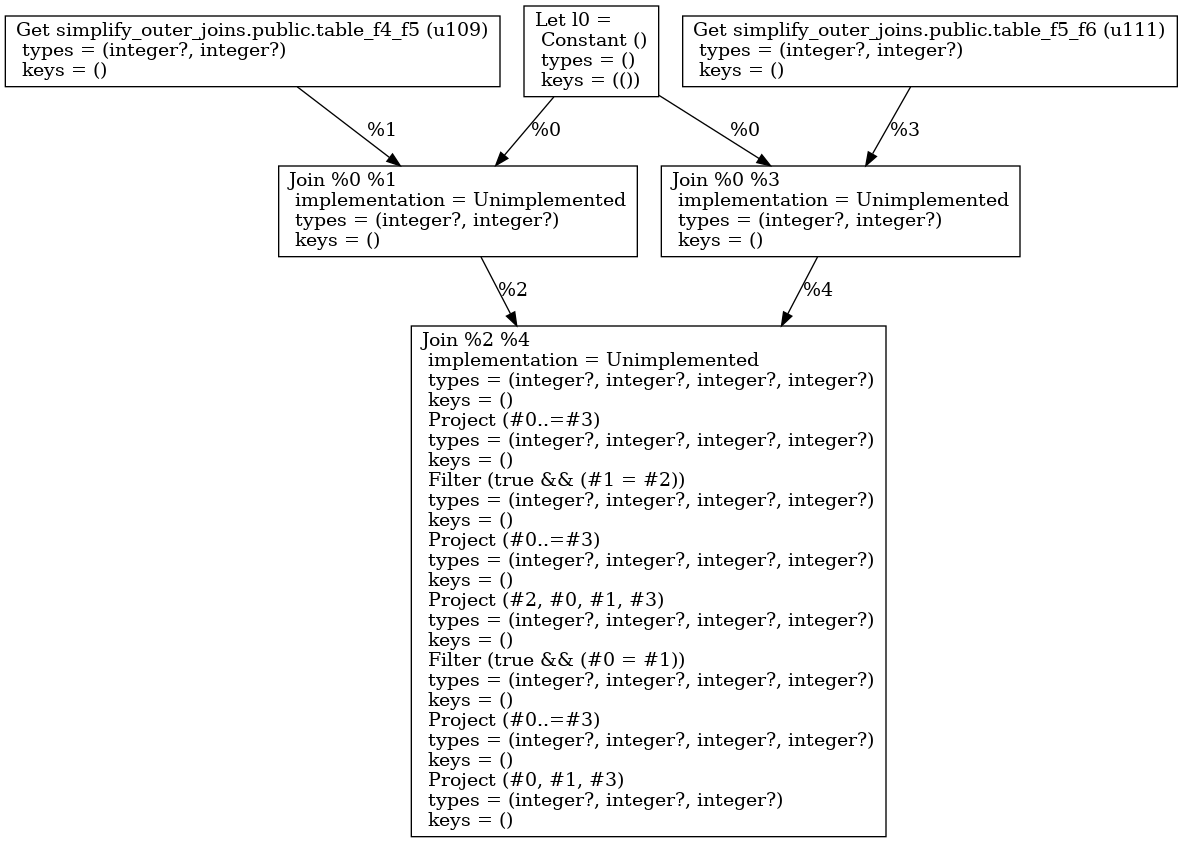 Get simplify_outer_joins.public.table_f4_f5 (u109)
types = (integer?, integer?)
keys = ()
Let l0 =
Constant ()
types = ()
keys = (())
Get simplify_outer_joins.public.table_f5_f6 (u111)
types = (integer?, integer?)
keys = ()
%1
%0
%0
%3
Join %0 %1
implementation = Unimplemented
types = (integer?, integer?)
keys = ()
Join %0 %3
implementation = Unimplemented
types = (integer?, integer?)
keys = ()
%2
%4
Join %2 %4
implementation = Unimplemented
types = (integer?, integer?, integer?, integer?)
keys = ()
Project (#0..=#3)
types = (integer?, integer?, integer?, integer?)
keys = ()
Filter (true && (#1 = #2))
types = (integer?, integer?, integer?, integer?)
keys = ()
Project (#0..=#3)
types = (integer?, integer?, integer?, integer?)
keys = ()
Project (#2, #0, #1, #3)
types = (integer?, integer?, integer?, integer?)
keys = ()
Filter (true && (#0 = #1))
types = (integer?, integer?, integer?, integer?)
keys = ()
Project (#0..=#3)
types = (integer?, integer?, integer?, integer?)
keys = ()
Project (#0, #1, #3)
types = (integer?, integer?, integer?)
keys = ()